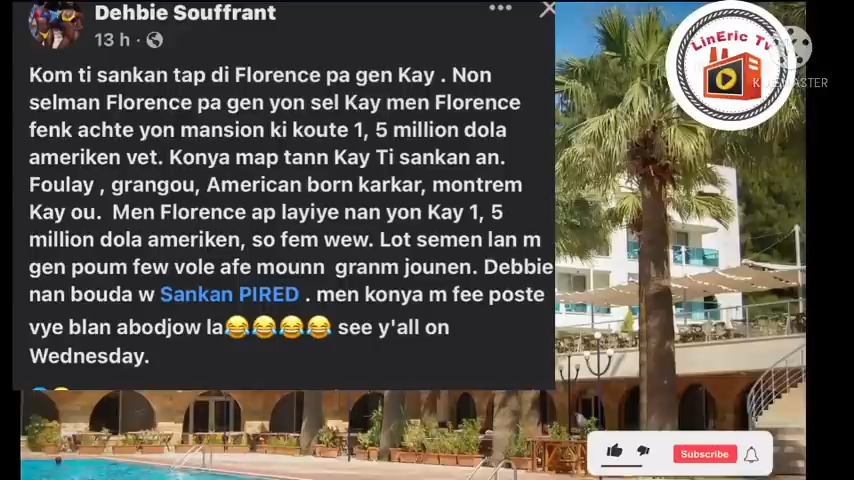 Dehbie Souffrant
13 h ·
Kom ti sankan tap di Florence pa gen Kay . Non
selman Florence pa gen yon sel Kay men Florence
fenk achte yon mansion ki koute 1, 5 million dola
ameriken vet. Konya map tann Kay Ti sankan an.
Foulay , grangou, American born karkar, montrem
Kay ou. Men Florence ap layiye nan yon Kay 1, 5
million dola ameriken, so fem wew. Lot semen lan m
gen poum few vole afe mounn granm jounen. Debbie
nan bouda w Sankan PIRED . men konya m fee poste
vye blan abodjow la😂😂😂😂 see y'all on
Wednesday.
LinEric Tv
Subscribe